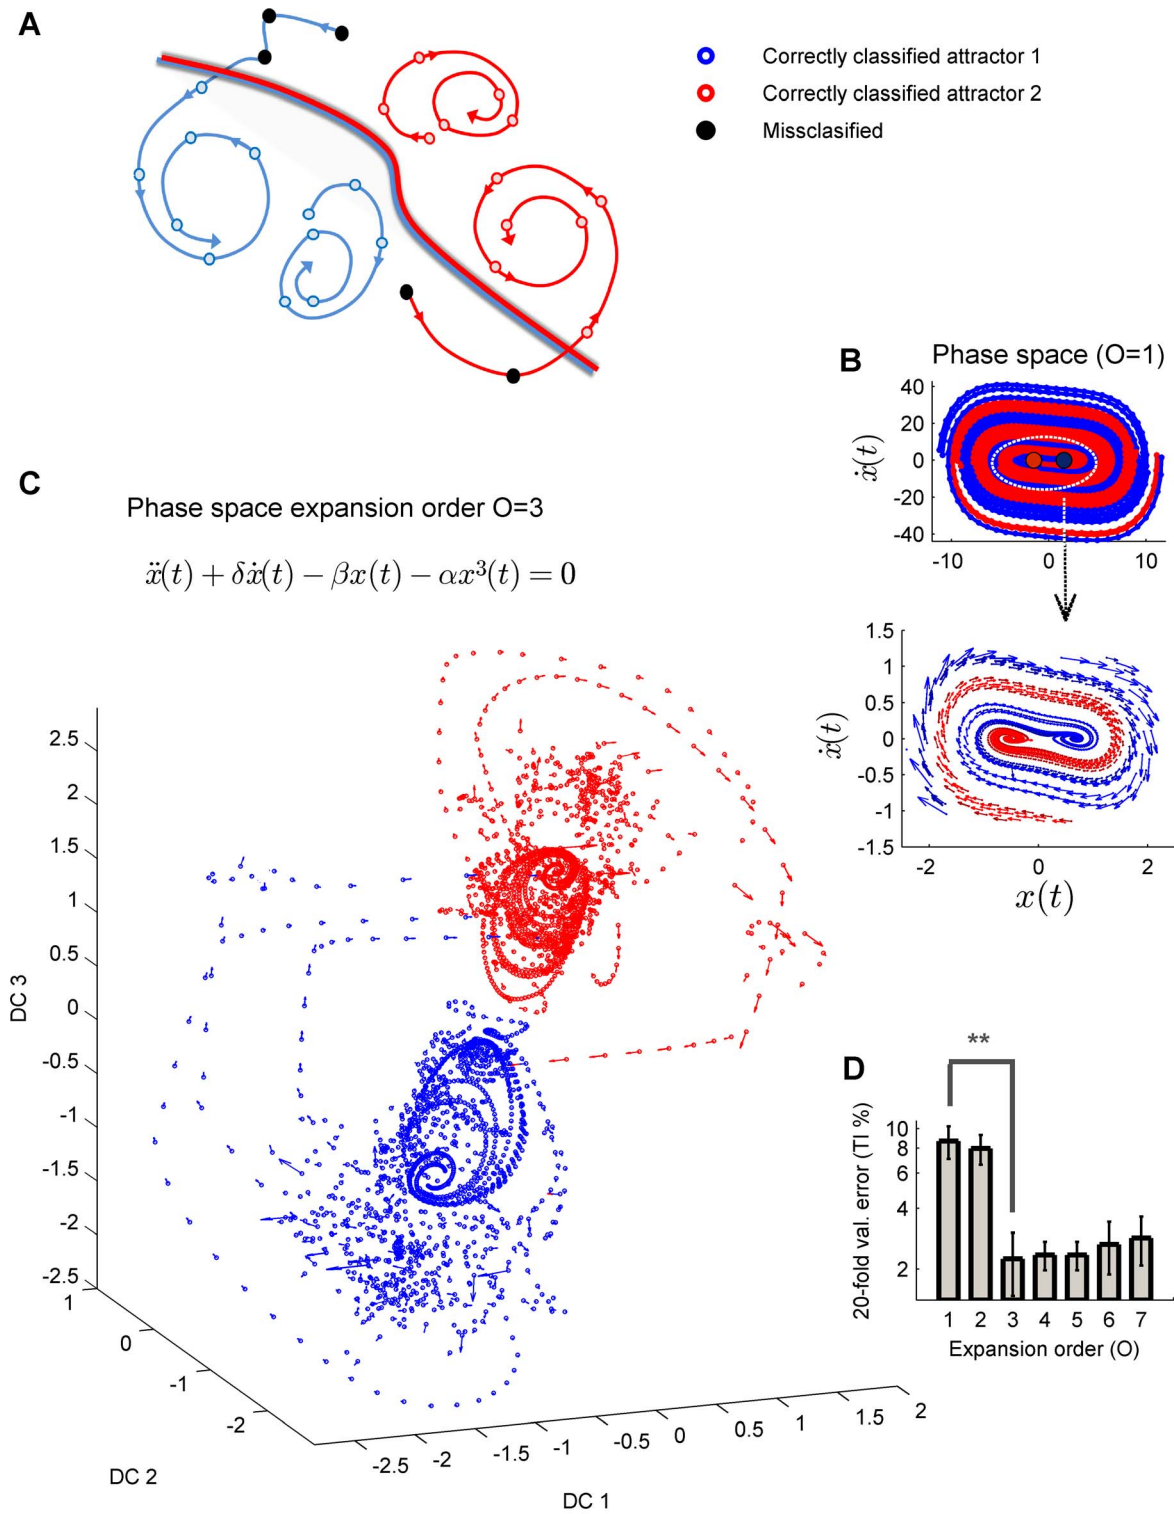 A
Correctly classified attractor 1
Correctly classified attractor 2
Missclasified
B
Phase space (O=1)
40
20
0
-20
-40
ẋ(t)
-10 0 10
1.5
1
0.5
0
-0.5
-1
-1.5
ẋ(t)
-2 0 2
x(t)
C
Phase space expansion order O=3
ẍ(t) + δẋ(t) − βx(t) − αx³(t) = 0
2.5
2
1.5
1
0.5
0
-0.5
-1
-1.5
-2
-2.5
DC 3
1
0
-1
-2
DC 2
-2.5 -2 -1.5 -1 -0.5 0 0.5 1 1.5 2
DC 1
D
**
20-fold val. error (TI %)
10
8
6
4
2
1 2 3 4 5 6 7
Expansion order (O)